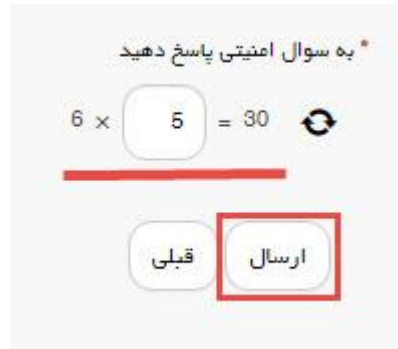 * به سوال امنیتی پاسخ دهید
6 × 5 = 30
ارسال قبلی